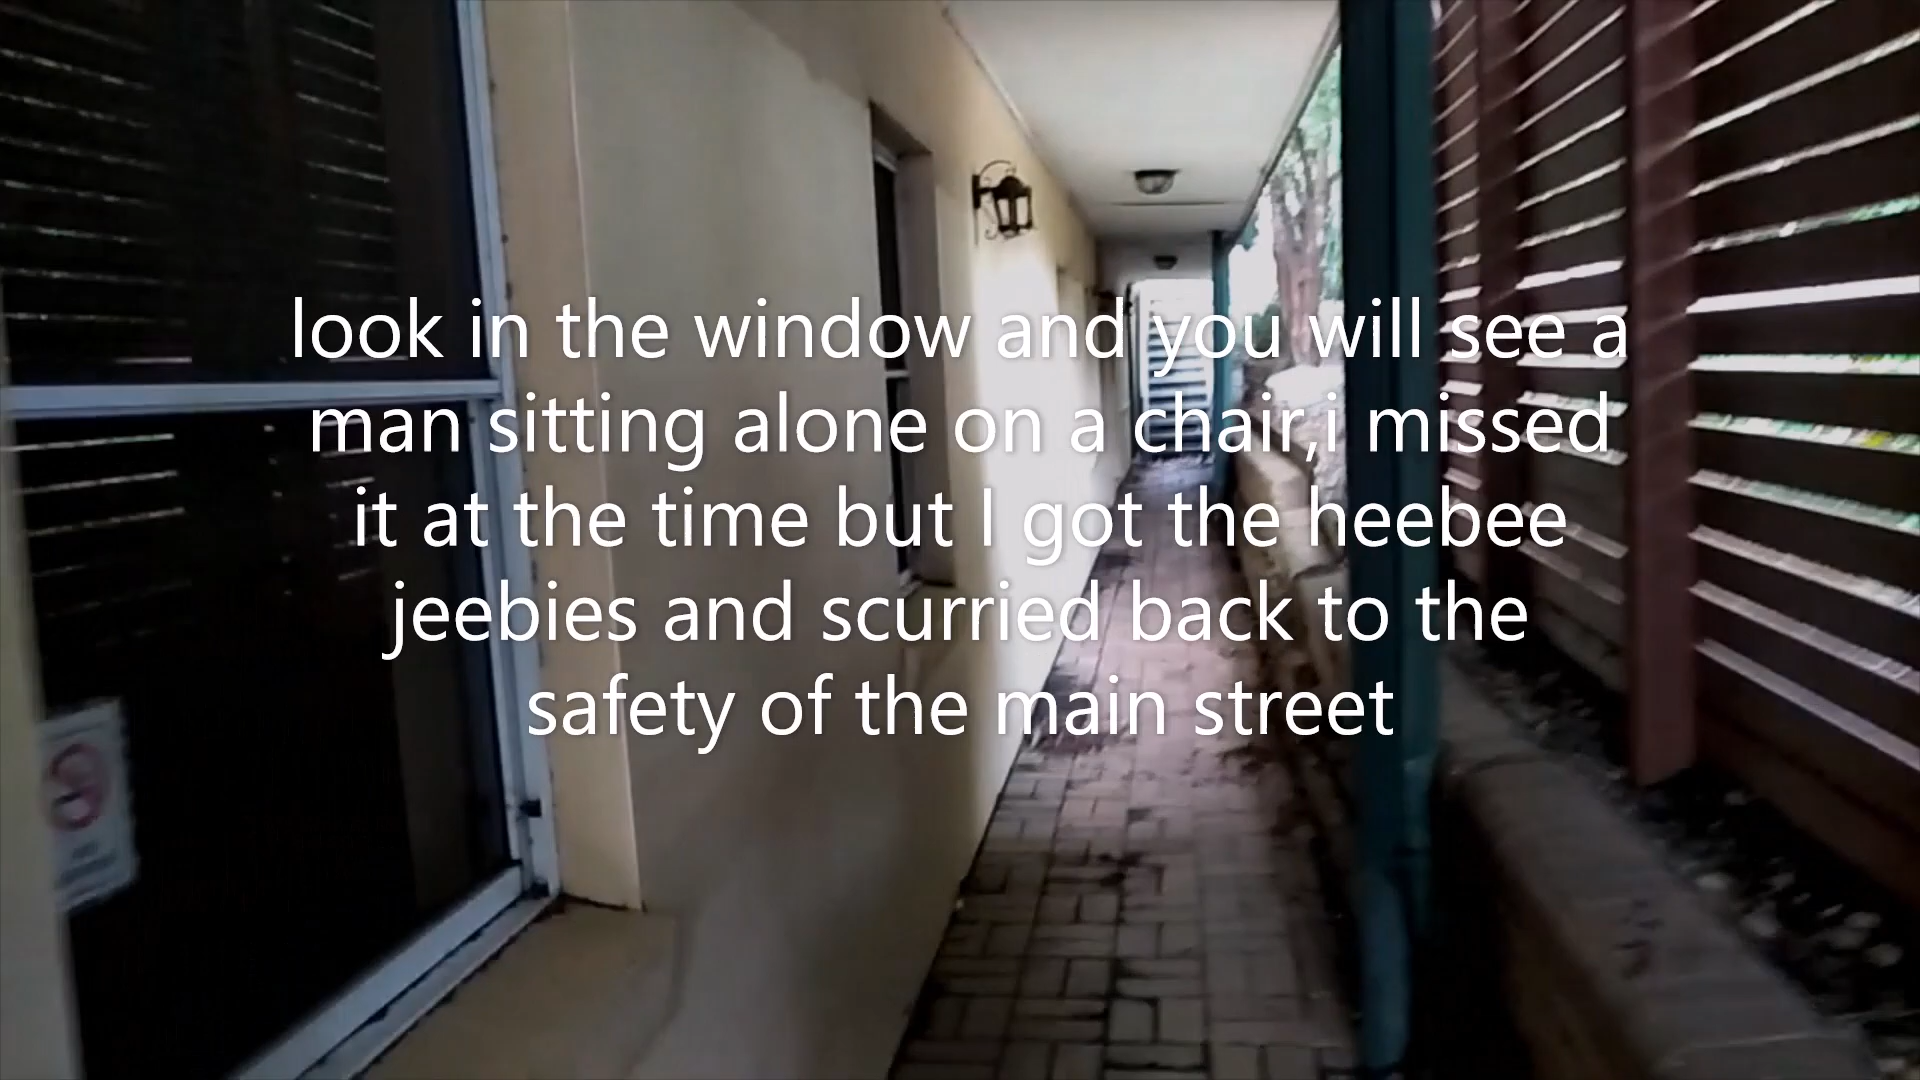 look in the window and you will see a
man sitting alone on a chair,i missed
it at the time but I got the heebee
jeebies and scurried back to the
safety of the main street